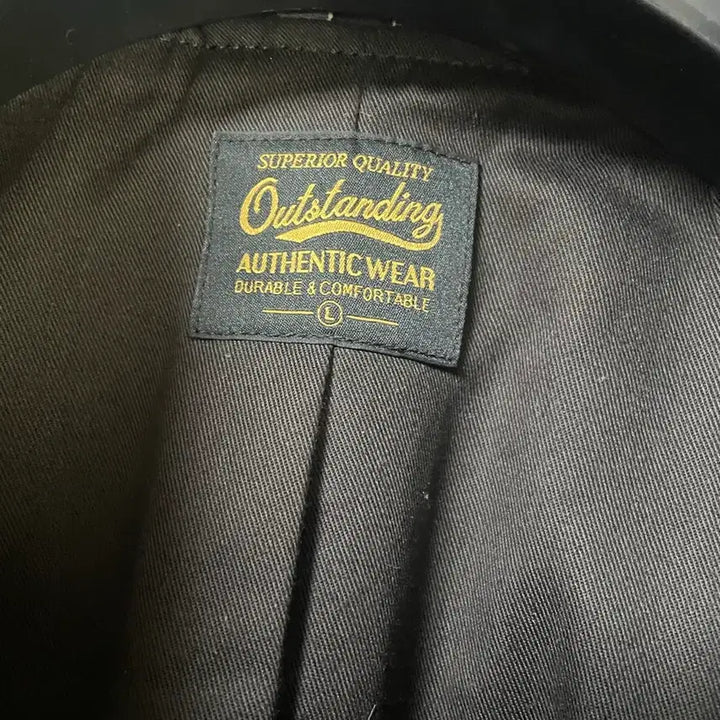 SUPERIOR QUALITY
Outstanding
AUTHENTIC WEAR
DURABLE & COMFORTABLE
L